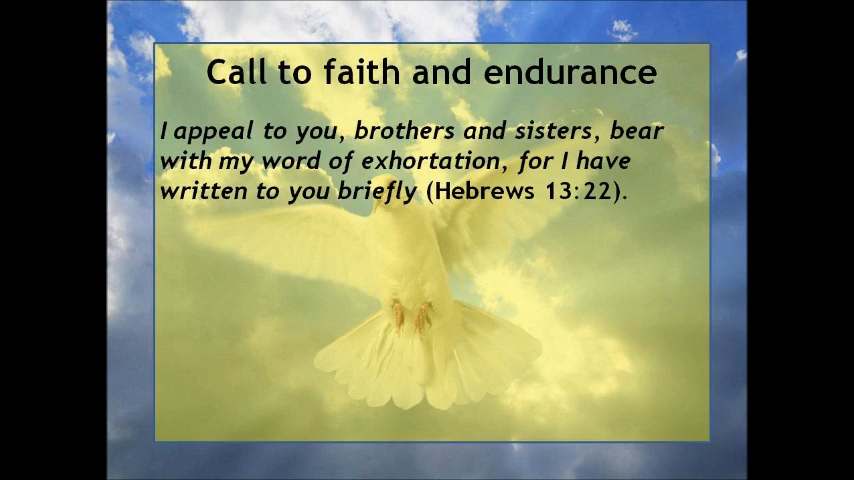 Call to faith and endurance
I appeal to you, brothers and sisters, bear
with my word of exhortation, for I have
written to you briefly (Hebrews 13:22).